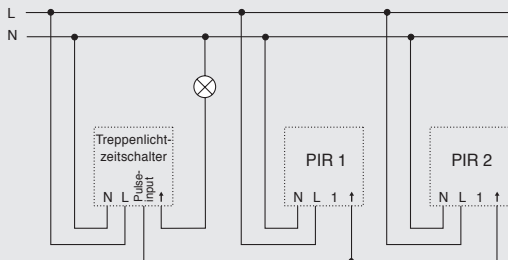 L
N
Treppenlicht-
zeitschalter
N L Pulse-
input ↑
PIR 1
N L 1 ↑
PIR 2
N L 1 ↑